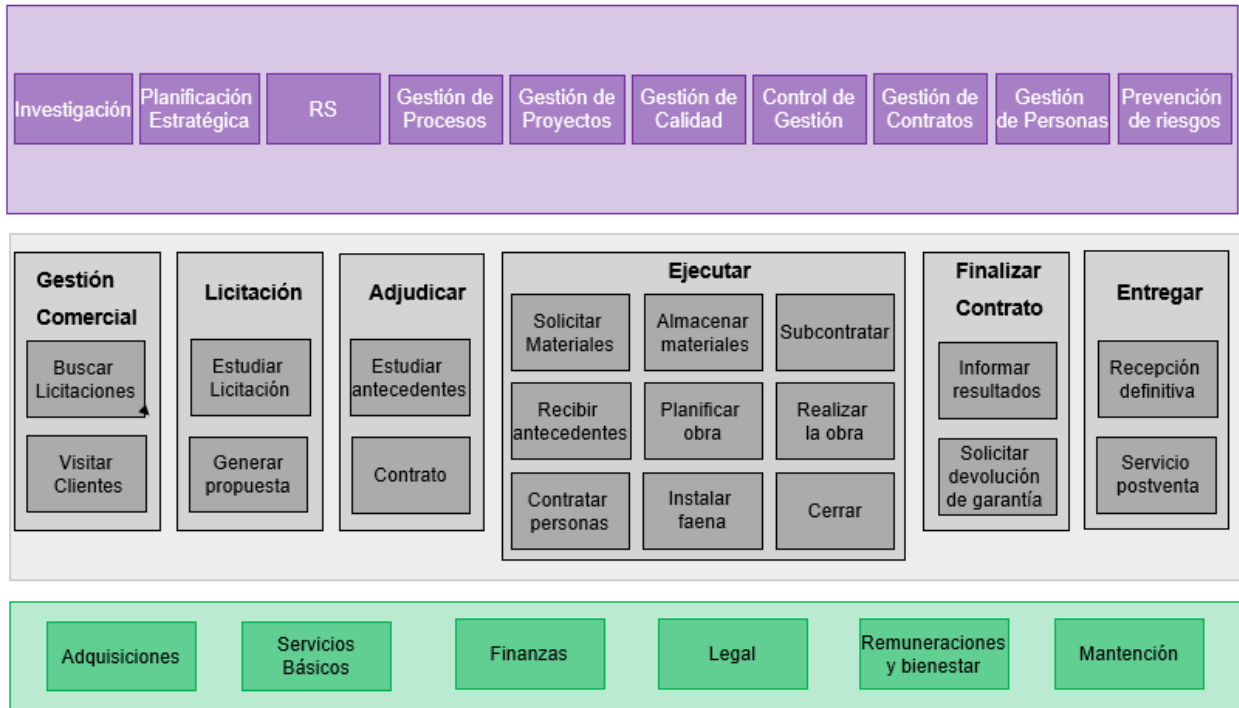 Investigación
Planificación
Estratégica
RS
Gestión de
Procesos
Gestión de
Proyectos
Gestión de
Calidad
Control de
Gestión
Gestión de
Contratos
Gestión
de Personas
Prevención
de riesgos
Gestión
Comercial
Buscar
Licitaciones
Visitar
Clientes
Licitación
Estudiar
Licitación
Generar
propuesta
Adjudicar
Estudiar
antecedentes
Contrato
Ejecutar
Solicitar
Materiales
Almacenar
materiales
Subcontratar
Recibir
antecedentes
Planificar
obra
Realizar
la obra
Contratar
personas
Instalar
faena
Cerrar
Finalizar
Contrato
Informar
resultados
Solicitar
devolución
de garantía
Entregar
Recepción
definitiva
Servicio
postventa
Adquisiciones
Servicios
Básicos
Finanzas
Legal
Remuneraciones
y bienestar
Mantención